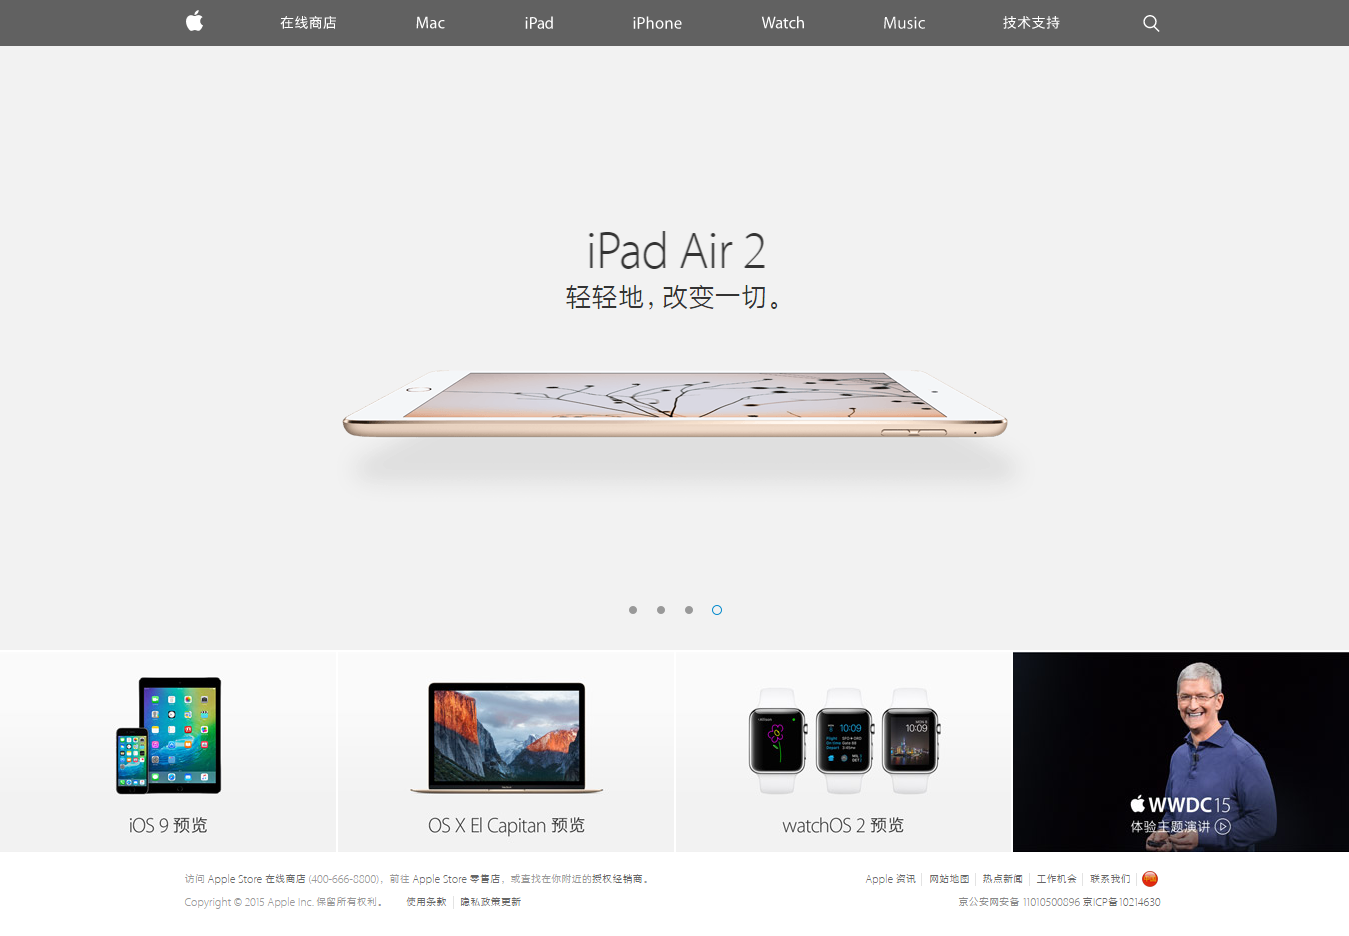 在线商店 Mac iPad iPhone Watch Music 技术支持
iPad Air 2
轻轻地，改变一切。
10:09
10:09
iOS 9 预览
OS X El Capitan 预览
watchOS 2 预览
WWDC15
体验主题演讲
访问 Apple Store 在线商店 (400-666-8800)，前往 Apple Store 零售店，或查找在你附近的授权经销商。
Apple 资讯 网站地图 热点新闻 工作机会 联系我们
Copyright © 2015 Apple Inc. 保留所有权利。 使用条款 隐私政策更新
京公安网安备 11010500896 京ICP备10214630